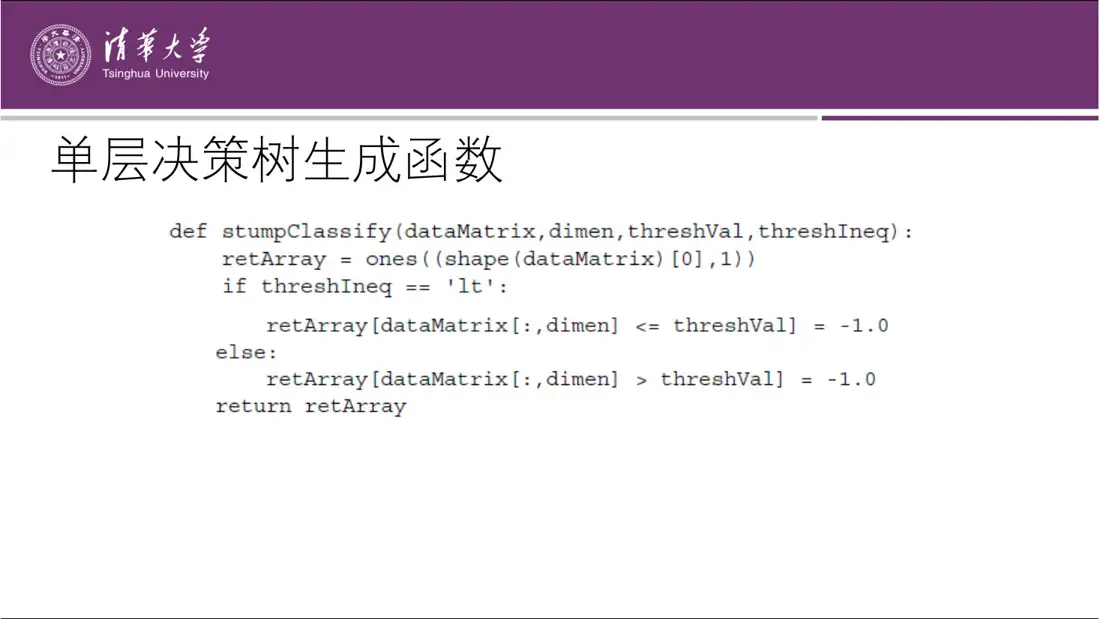 清华大学
Tsinghua University
单层决策树生成函数
def stumpClassify(dataMatrix,dimen,threshVal,threshIneq):
    retArray = ones((shape(dataMatrix)[0],1))
    if threshIneq == 'lt':
        retArray[dataMatrix[:,dimen] <= threshVal] = -1.0
    else:
        retArray[dataMatrix[:,dimen] > threshVal] = -1.0
    return retArray